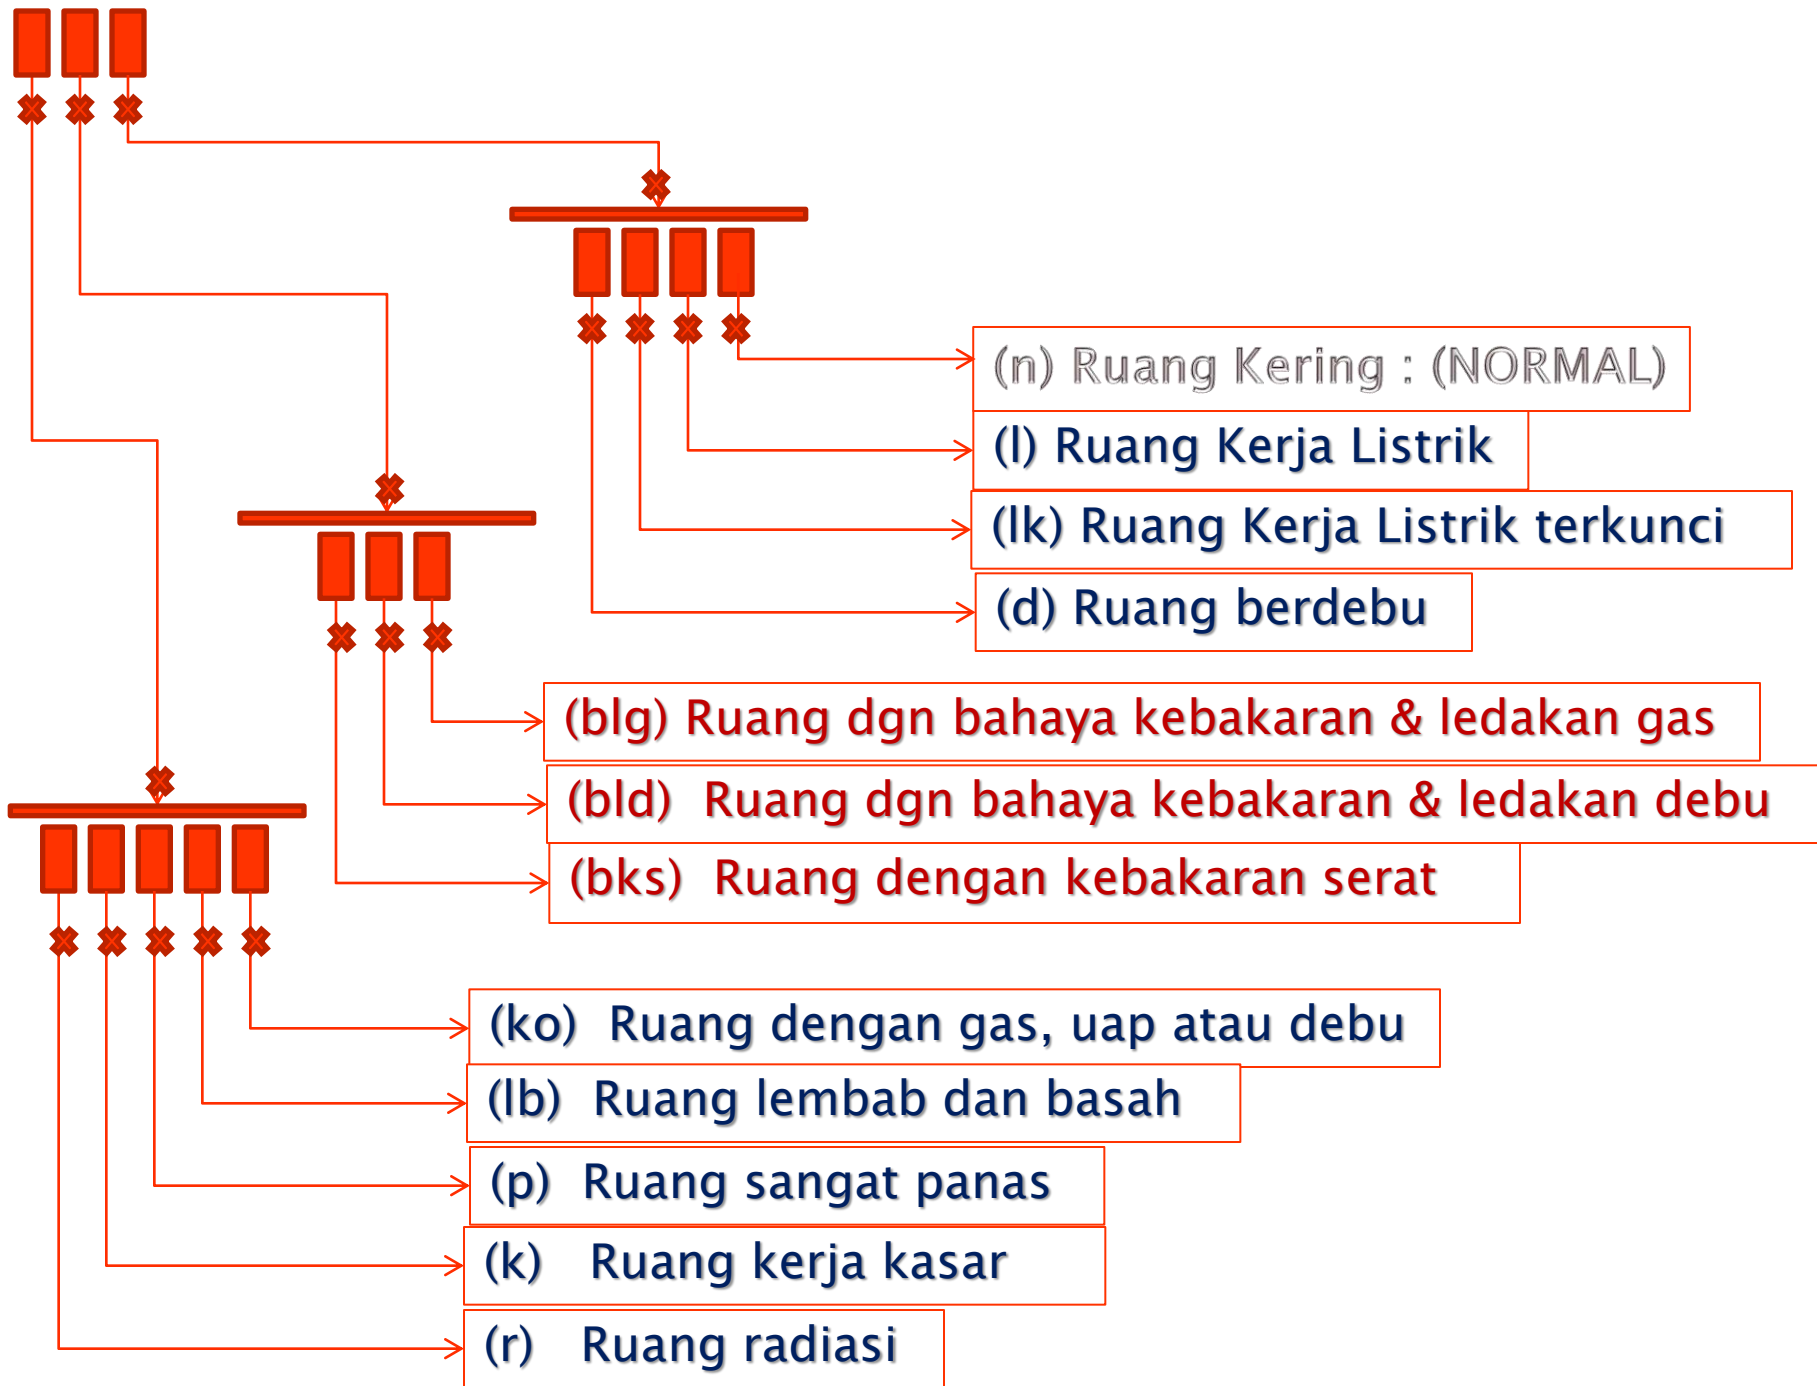 (n) Ruang Kering : (NORMAL)
(l) Ruang Kerja Listrik
(lk) Ruang Kerja Listrik terkunci
(d) Ruang berdebu
(blg) Ruang dgn bahaya kebakaran & ledakan gas
(bld) Ruang dgn bahaya kebakaran & ledakan debu
(bks) Ruang dengan kebakaran serat
(ko) Ruang dengan gas, uap atau debu
(lb) Ruang lembab dan basah
(p) Ruang sangat panas
(k) Ruang kerja kasar
(r) Ruang radiasi